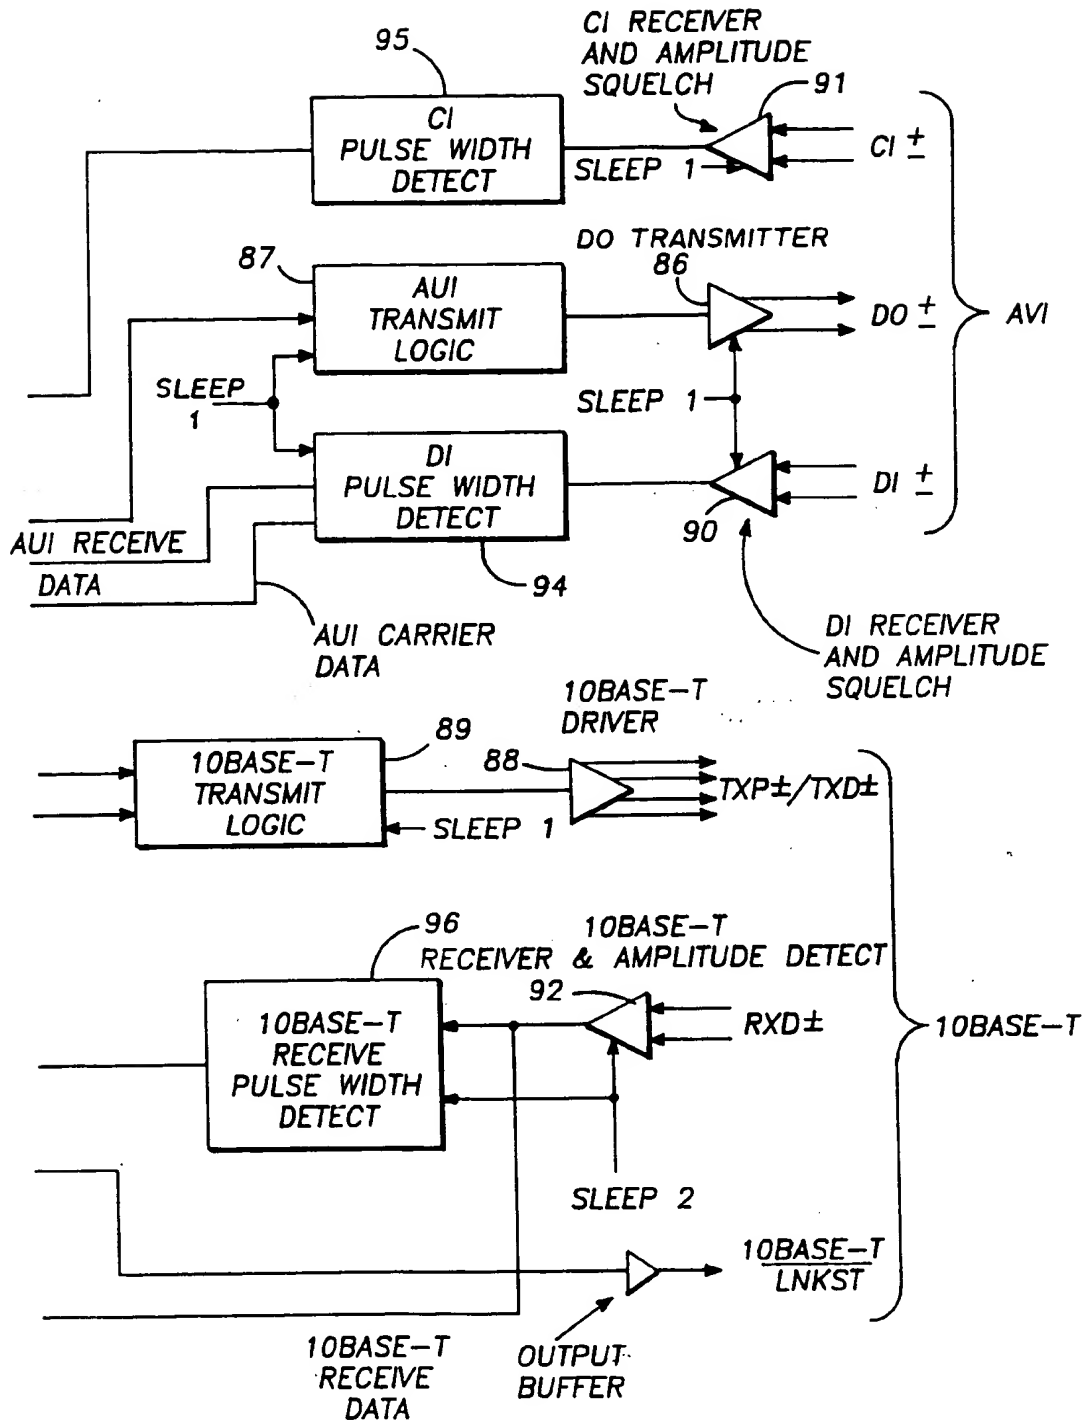 95
CI RECEIVER
AND AMPLITUDE
SQUELCH
91
CI
PULSE WIDTH
DETECT
SLEEP 1
CI ±
DO TRANSMITTER
87
86
AUI
TRANSMIT
LOGIC
DO ±
AVI
SLEEP
1
SLEEP 1
DI
PULSE WIDTH
DETECT
DI ±
90
AUI RECEIVE
DATA
94
AUI CARRIER
DATA
DI RECEIVER
AND AMPLITUDE
SQUELCH
10BASE-T
DRIVER
89
88
10BASE-T
TRANSMIT
LOGIC
TXP±/TXD±
SLEEP 1
96
10BASE-T
RECEIVER & AMPLITUDE DETECT
92
10BASE-T
RECEIVE
PULSE WIDTH
DETECT
RXD±
10BASE-T
SLEEP 2
10BASE-T
LNKST
10BASE-T
RECEIVE
DATA
OUTPUT
BUFFER